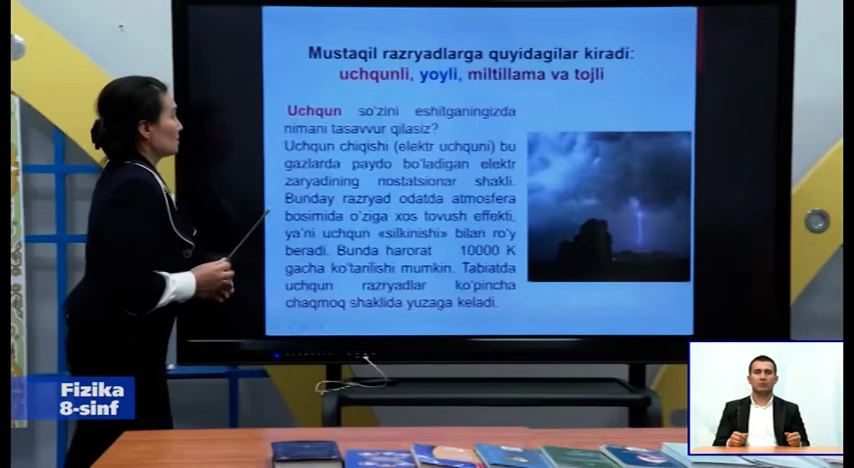 Mustaqil razryadlarga quyidagilar kiradi:
uchqunli, yoyli, miltillama va tojli
Uchqun so'zini eshitganingizda
nimani tasavvur qilasiz?
Uchqun chiqishi (elektr uchquni) bu
gazlarda paydo bo'ladigan elektr
zaryadining nostatsionar shakli.
Bunday razryad odatda atmosfera
bosimida o'ziga xos tovush effekti,
ya'ni uchqun «silkinishi» bilan ro'y
beradi. Bunda harorat 10000 K
gacha ko'tarilishi mumkin. Tabiatda
uchqun razryadlar ko'pincha
chaqmoq shaklida yuzaga keladi.
Fizika
8-sinf